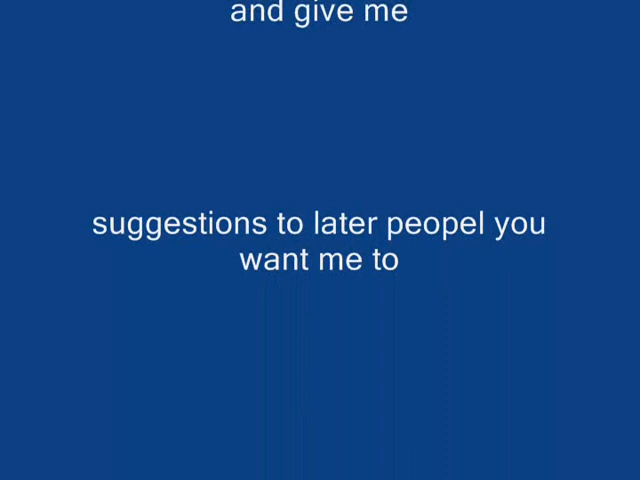 and give me
suggestions to later peopel you
want me to